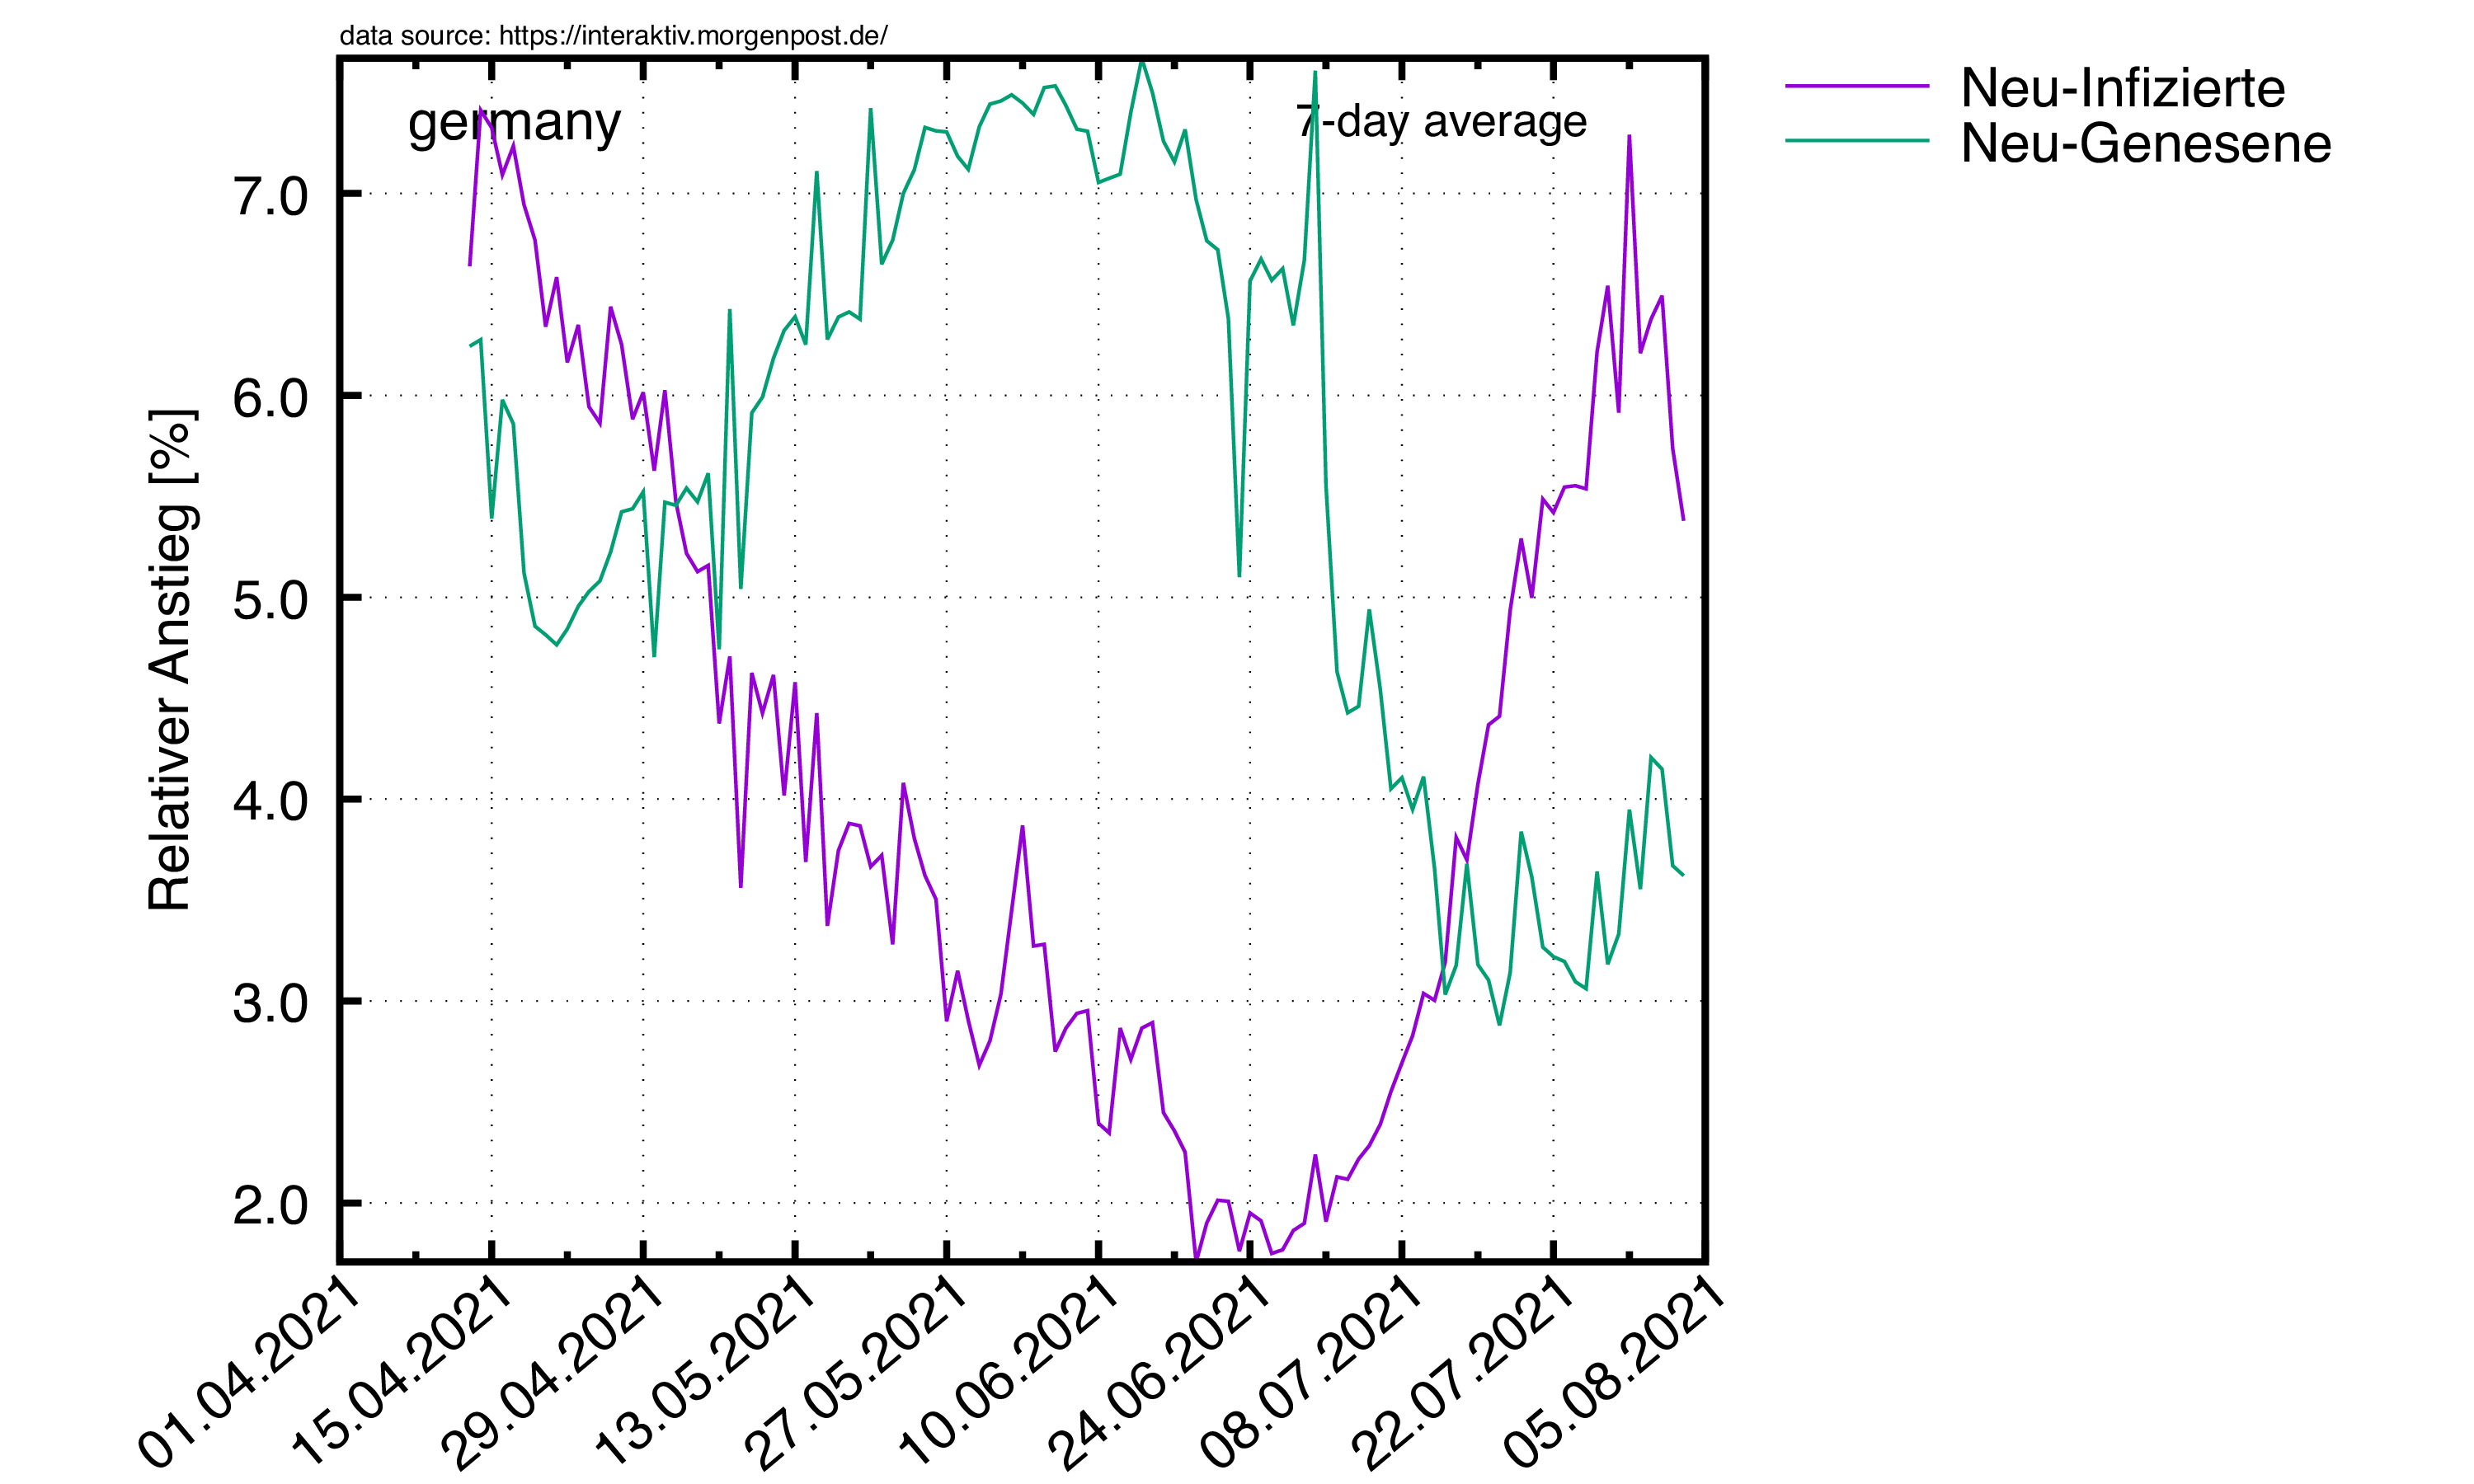 data source: https://interaktiv.morgenpost.de/
germany
7-day average
Neu-Infizierte
Neu-Genesene
Relativer Anstieg [%]
7.0
6.0
5.0
4.0
3.0
2.0
01.04.2021
15.04.2021
29.04.2021
13.05.2021
27.05.2021
10.06.2021
24.06.2021
08.07.2021
22.07.2021
05.08.2021